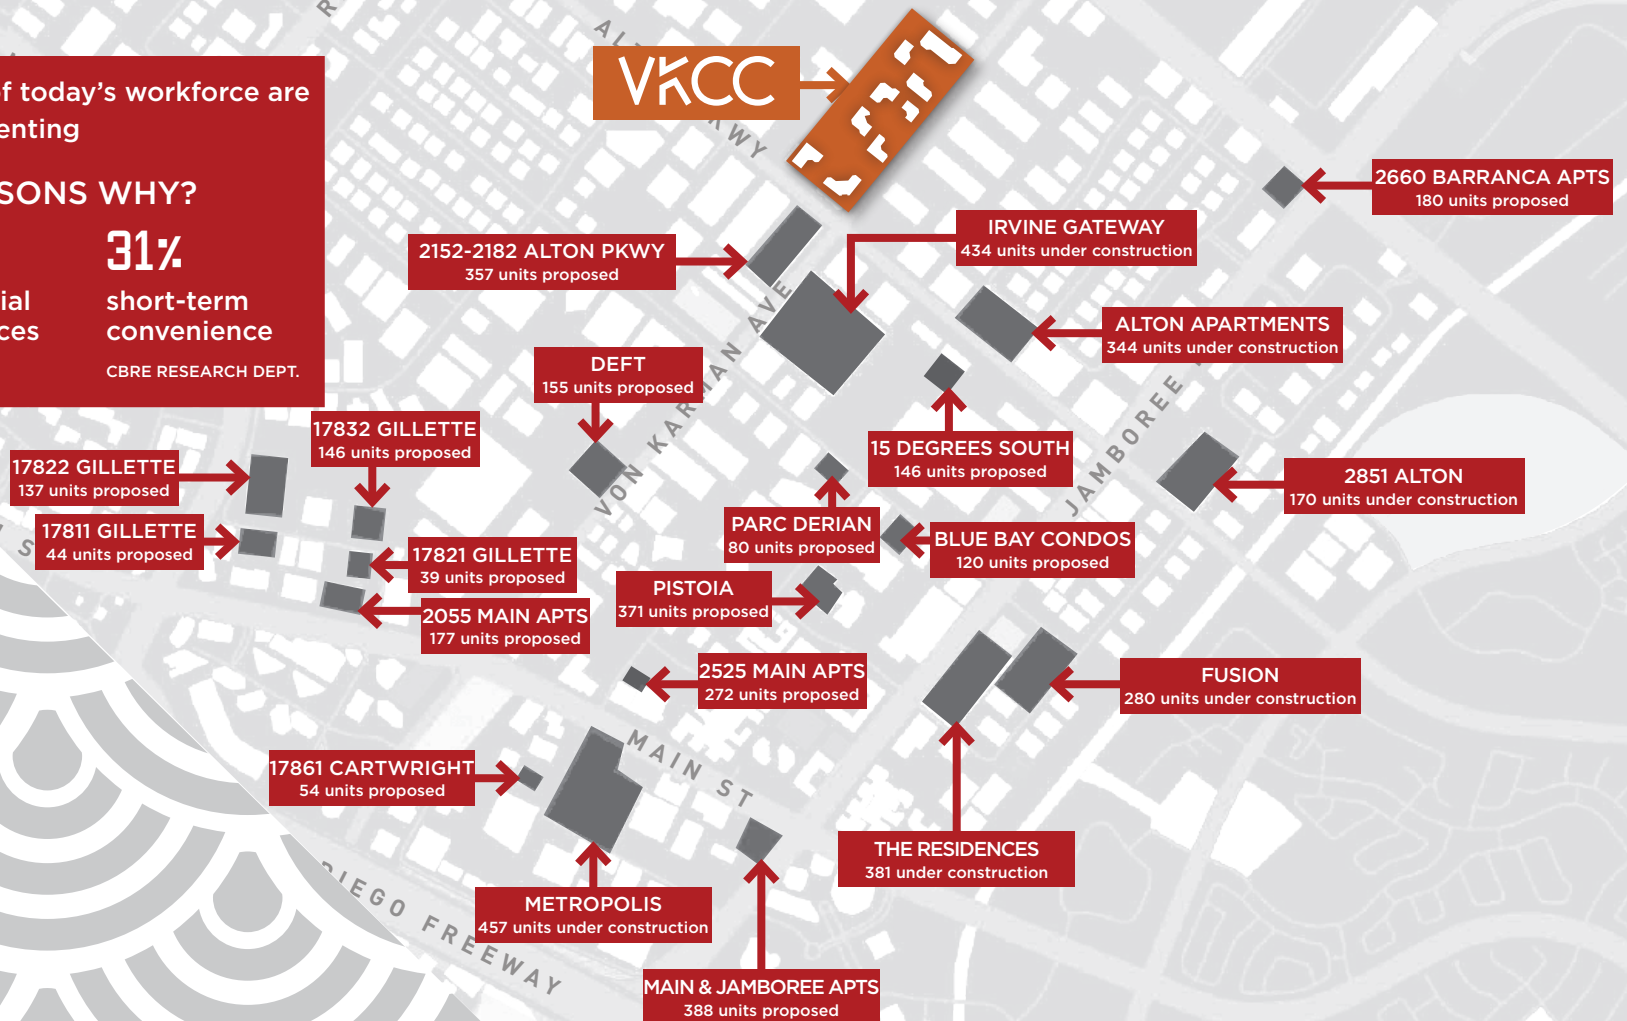 VKCC
f today's workforce are
enting
SONS WHY?
31%
ial
ces
short-term
convenience
CBRE RESEARCH DEPT.
2660 BARRANCA APTS
180 units proposed
IRVINE GATEWAY
434 units under construction
2152-2182 ALTON PKWY
357 units proposed
ALTON APARTMENTS
344 units under construction
DEFT
155 units proposed
17832 GILLETTE
146 units proposed
15 DEGREES SOUTH
146 units proposed
17822 GILLETTE
137 units proposed
2851 ALTON
170 units under construction
17811 GILLETTE
44 units proposed
PARC DERIAN
80 units proposed
BLUE BAY CONDOS
120 units proposed
17821 GILLETTE
39 units proposed
PISTOIA
371 units proposed
2055 MAIN APTS
177 units proposed
2525 MAIN APTS
272 units proposed
FUSION
280 units under construction
17861 CARTWRIGHT
54 units proposed
THE RESIDENCES
381 under construction
METROPOLIS
457 units under construction
MAIN & JAMBOREE APTS
388 units proposed
VON KARMAN AVE
JAMBOREE
MAIN ST
DIEGO FREEWAY